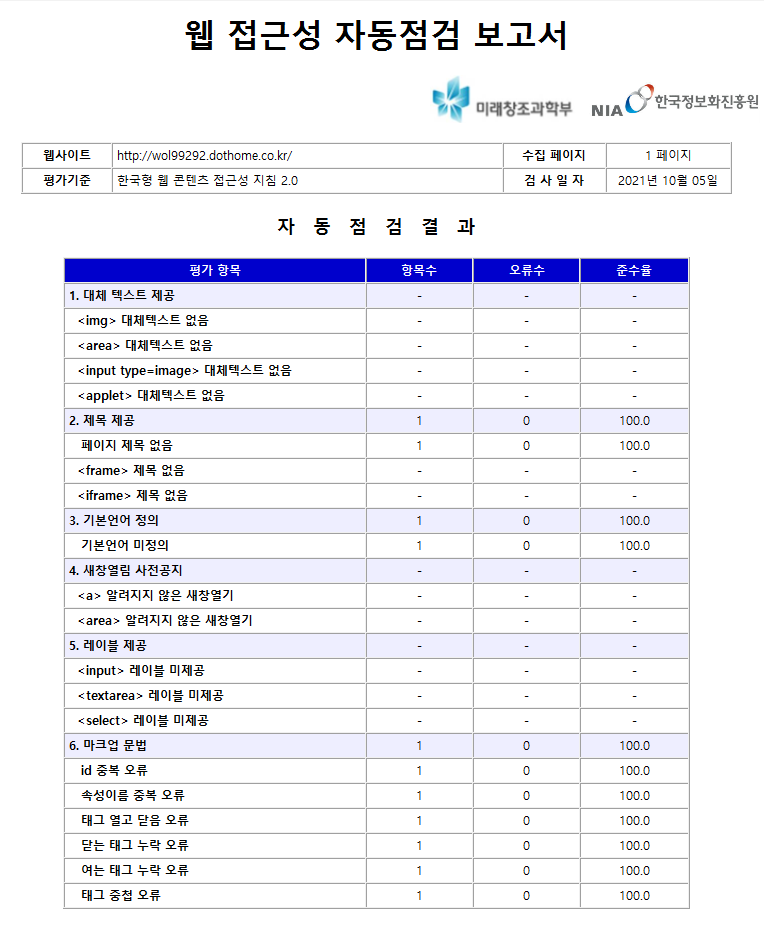 웹 접근성 자동점검 보고서
미래창조과학부 NIA 한국정보화진흥원
웹사이트 http://wol99292.dothome.co.kr/ 수집 페이지 1 페이지
평가기준 한국형 웹 콘텐츠 접근성 지침 2.0 검 사 일 자 2021년 10월 05일
자 동 점 검 결 과
평가 항목 항목수 오류수 준수율
1. 대체 텍스트 제공 - - -
<img> 대체텍스트 없음 - - -
<area> 대체텍스트 없음 - - -
<input type=image> 대체텍스트 없음 - - -
<applet> 대체텍스트 없음 - - -
2. 제목 제공 1 0 100.0
페이지 제목 없음 1 0 100.0
<frame> 제목 없음 - - -
<iframe> 제목 없음 - - -
3. 기본언어 정의 1 0 100.0
기본언어 미정의 1 0 100.0
4. 새창열림 사전공지 - - -
<a> 알려지지 않은 새창열기 - - -
<area> 알려지지 않은 새창열기 - - -
5. 레이블 제공 - - -
<input> 레이블 미제공 - - -
<textarea> 레이블 미제공 - - -
<select> 레이블 미제공 - - -
6. 마크업 문법 1 0 100.0
id 중복 오류 1 0 100.0
속성이름 중복 오류 1 0 100.0
태그 열고 닫음 오류 1 0 100.0
닫는 태그 누락 오류 1 0 100.0
여는 태그 누락 오류 1 0 100.0
태그 중첩 오류 1 0 100.0